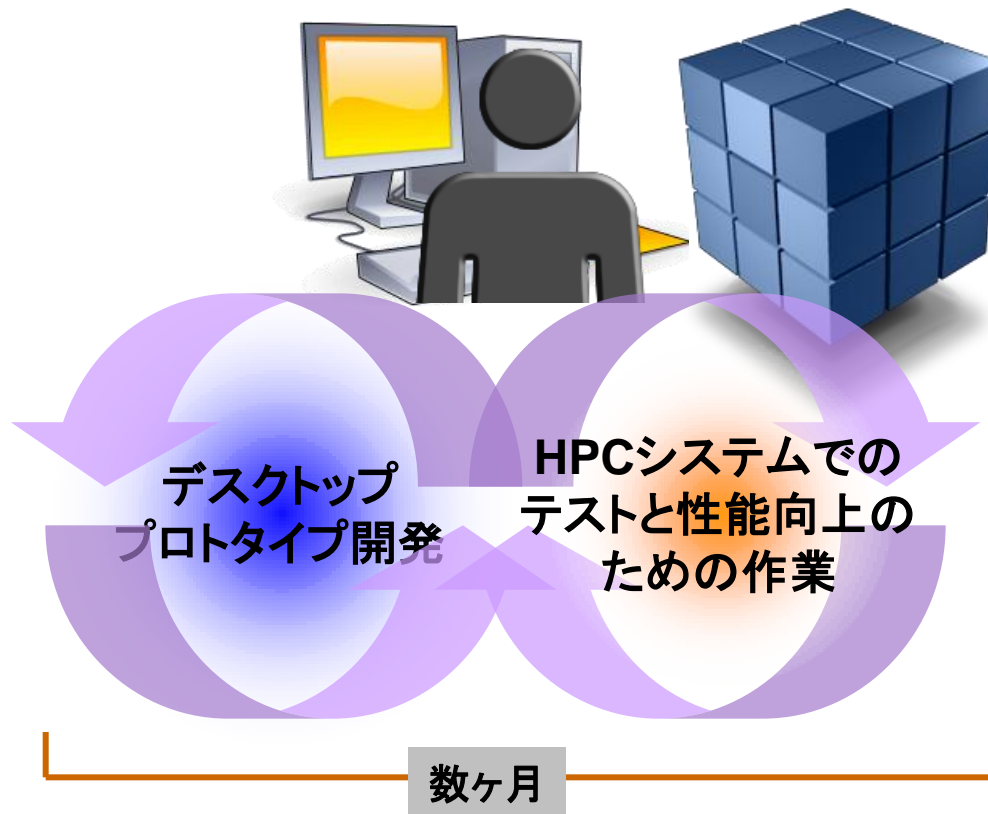 デスクトップ
プロトタイプ開発
HPCシステムでの
テストと性能向上の
ための作業
数ヶ月